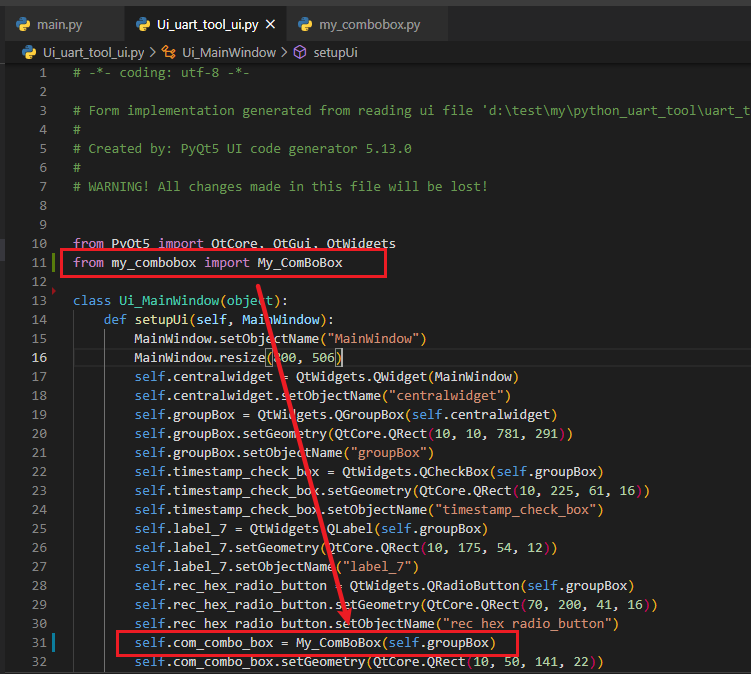 main.py
Ui_uart_tool_ui.py
my_combobox.py
Ui_uart_tool_ui.py > Ui_MainWindow > setupUi
1 # -*- coding: utf-8 -*-
2
3 # Form implementation generated from reading ui file 'd:\test\my\python_uart_tool\uart_t
4 #
5 # Created by: PyQt5 UI code generator 5.13.0
6 #
7 # WARNING! All changes made in this file will be lost!
8
9
10 from PyQt5 import QtCore, QtGui, QtWidgets
11 from my_combobox import My_ComBoBox
12
13 class Ui_MainWindow(object):
14 def setupUi(self, MainWindow):
15 MainWindow.setObjectName("MainWindow")
16 MainWindow.resize(800, 506)
17 self.centralwidget = QtWidgets.QWidget(MainWindow)
18 self.centralwidget.setObjectName("centralwidget")
19 self.groupBox = QtWidgets.QGroupBox(self.centralwidget)
20 self.groupBox.setGeometry(QtCore.QRect(10, 10, 781, 291))
21 self.groupBox.setObjectName("groupBox")
22 self.timestamp_check_box = QtWidgets.QCheckBox(self.groupBox)
23 self.timestamp_check_box.setGeometry(QtCore.QRect(10, 225, 61, 16))
24 self.timestamp_check_box.setObjectName("timestamp_check_box")
25 self.label_7 = QtWidgets.QLabel(self.groupBox)
26 self.label_7.setGeometry(QtCore.QRect(10, 175, 54, 12))
27 self.label_7.setObjectName("label_7")
28 self.rec_hex_radio_button = QtWidgets.QRadioButton(self.groupBox)
29 self.rec_hex_radio_button.setGeometry(QtCore.QRect(70, 200, 41, 16))
30 self.rec_hex_radio_button.setObjectName("rec_hex_radio_button")
31 self.com_combo_box = My_ComBoBox(self.groupBox)
32 self.com_combo_box.setGeometry(QtCore.QRect(10, 50, 141, 22))